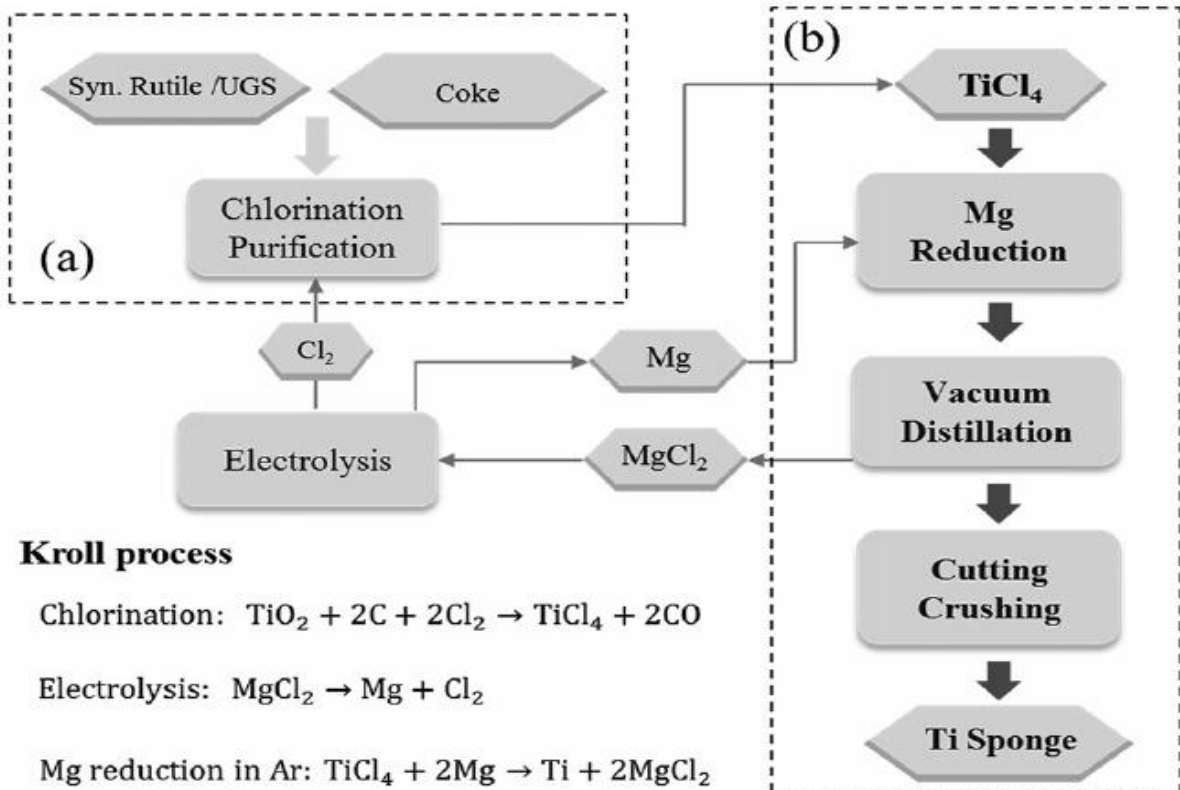 (b)
Syn. Rutile /UGS
Coke
TiCl₄
Chlorination
Purification
(a)
Mg
Reduction
Cl₂
Mg
Vacuum
Distillation
Electrolysis
MgCl₂
Cutting
Crushing
Ti Sponge
Kroll process
Chlorination: TiO₂ + 2C + 2Cl₂ → TiCl₄ + 2CO
Electrolysis: MgCl₂ → Mg + Cl₂
Mg reduction in Ar: TiCl₄ + 2Mg → Ti + 2MgCl₂